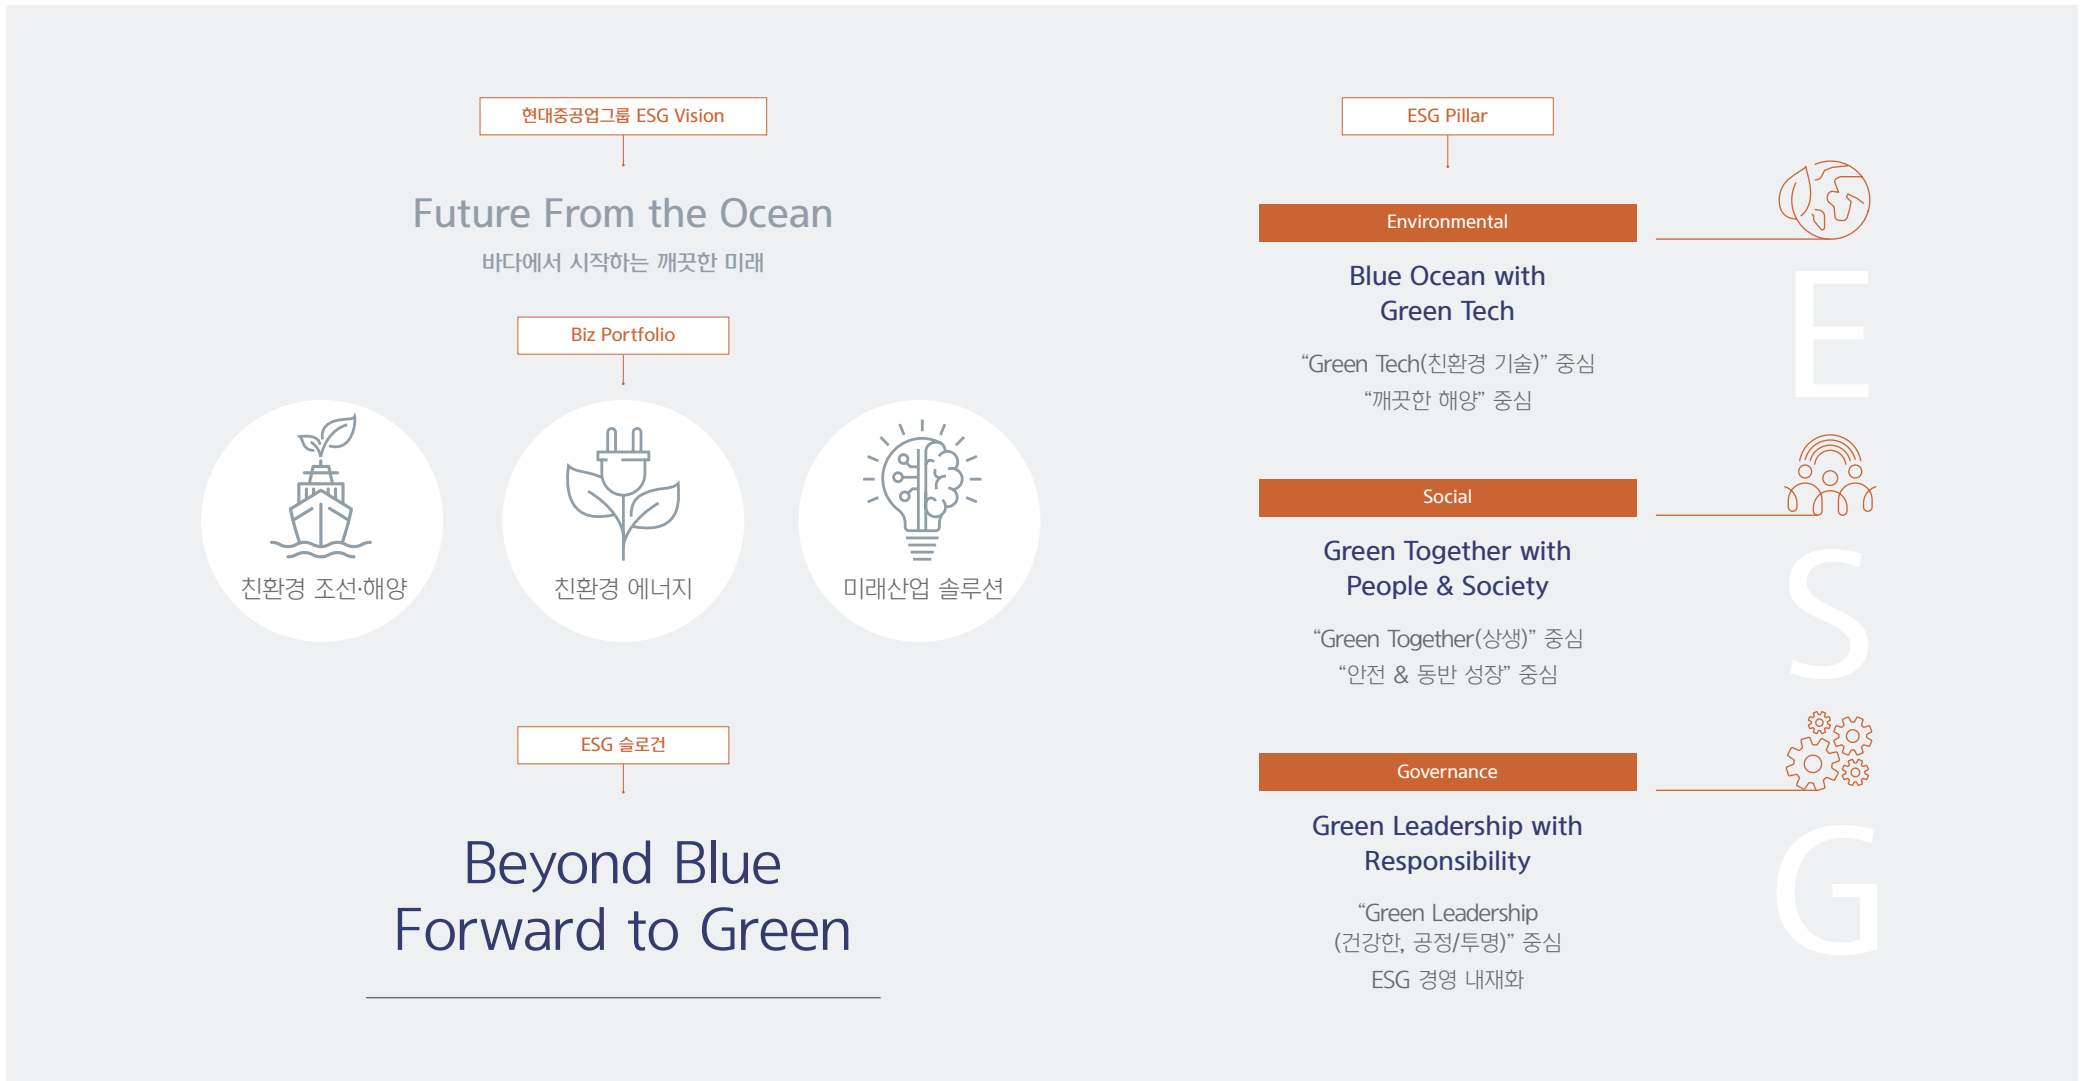 현대중공업그룹 ESG Vision
Future From the Ocean
바다에서 시작하는 깨끗한 미래
Biz Portfolio
친환경 조선·해양
친환경 에너지
미래산업 솔루션
ESG 슬로건
Beyond Blue
Forward to Green
ESG Pillar
Environmental
Blue Ocean with
Green Tech
“Green Tech(친환경 기술)” 중심
“깨끗한 해양” 중심
E
Social
Green Together with
People & Society
“Green Together(상생)” 중심
“안전 & 동반 성장” 중심
S
Governance
Green Leadership with
Responsibility
“Green Leadership
(건강한, 공정/투명)” 중심
ESG 경영 내재화
G